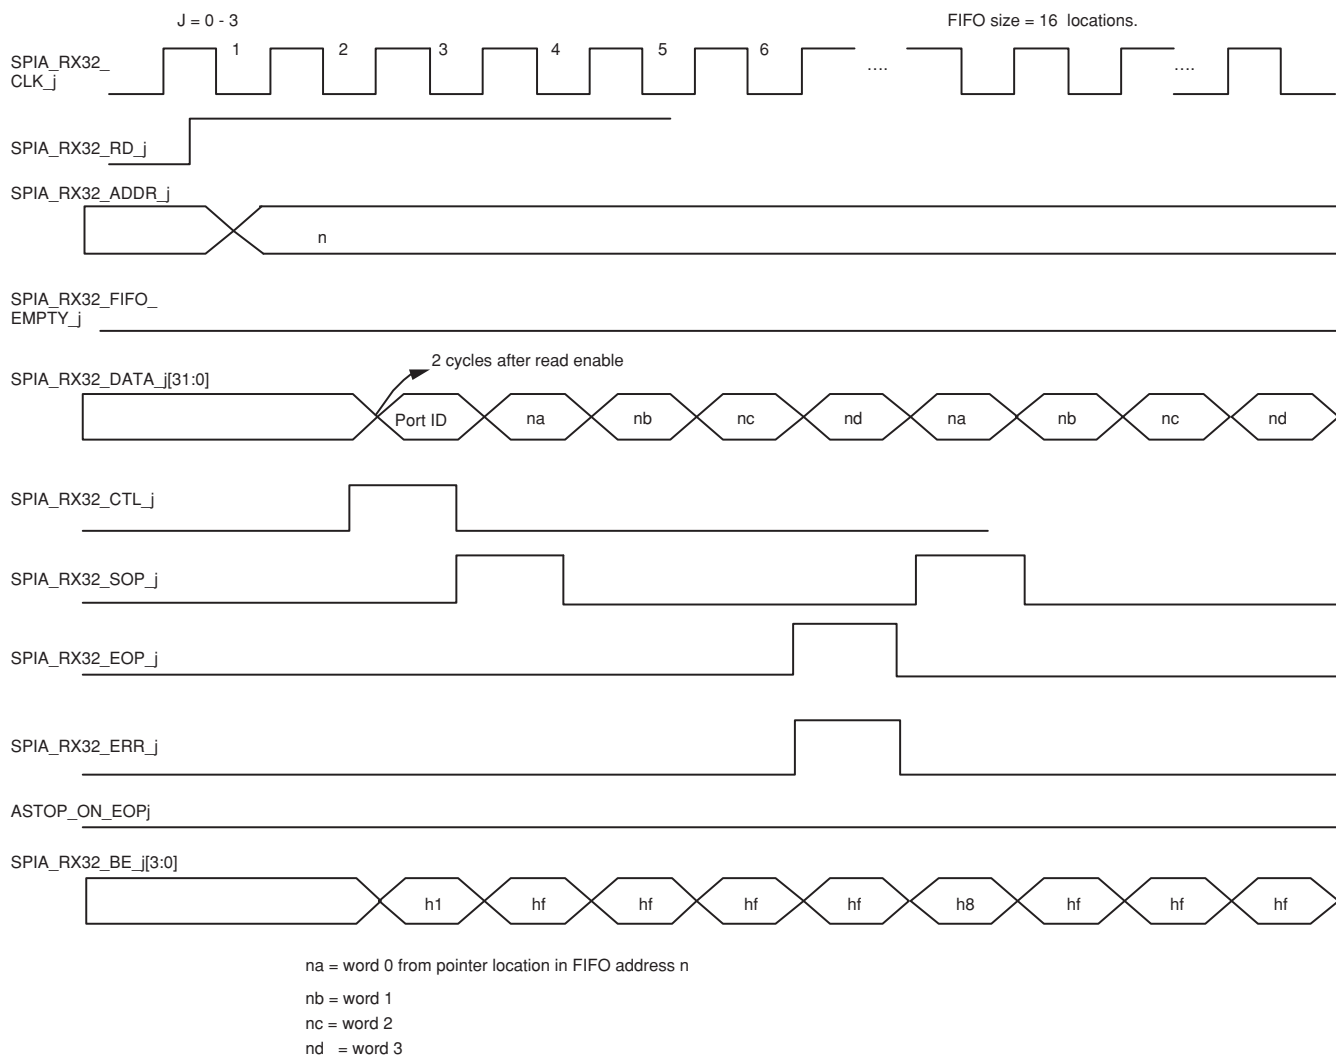 J = 0 - 3
FIFO size = 16 locations.
1 2 3 4 5 6
SPIA_RX32_
CLK_j
.... ....
SPIA_RX32_RD_j
SPIA_RX32_ADDR_j
n
SPIA_RX32_FIFO_
EMPTY_j
2 cycles after read enable
SPIA_RX32_DATA_j[31:0]
Port ID na nb nc nd na nb nc nd
SPIA_RX32_CTL_j
SPIA_RX32_SOP_j
SPIA_RX32_EOP_j
SPIA_RX32_ERR_j
ASTOP_ON_EOPj
SPIA_RX32_BE_j[3:0]
h1 hf hf hf hf h8 hf hf hf
na = word 0 from pointer location in FIFO address n
nb = word 1
nc = word 2
nd = word 3